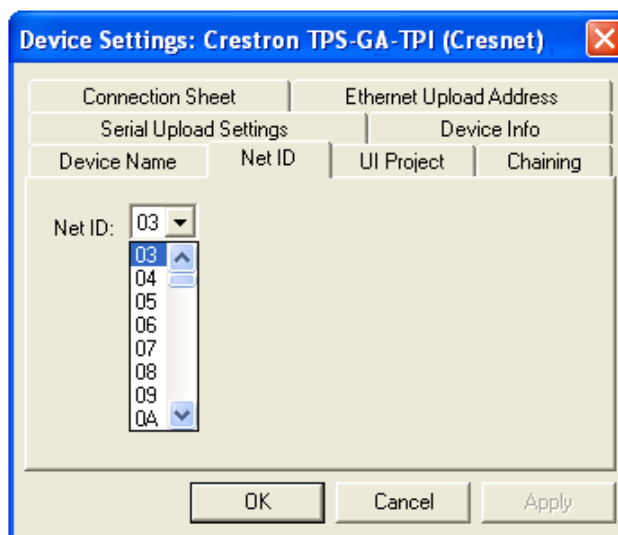 Device Settings: Crestron TPS-GA-TPI (Cresnet)
Connection Sheet Ethernet Upload Address
Serial Upload Settings Device Info
Device Name Net ID UI Project Chaining
Net ID: 03
03
04
05
06
07
08
09
0A
OK Cancel Apply